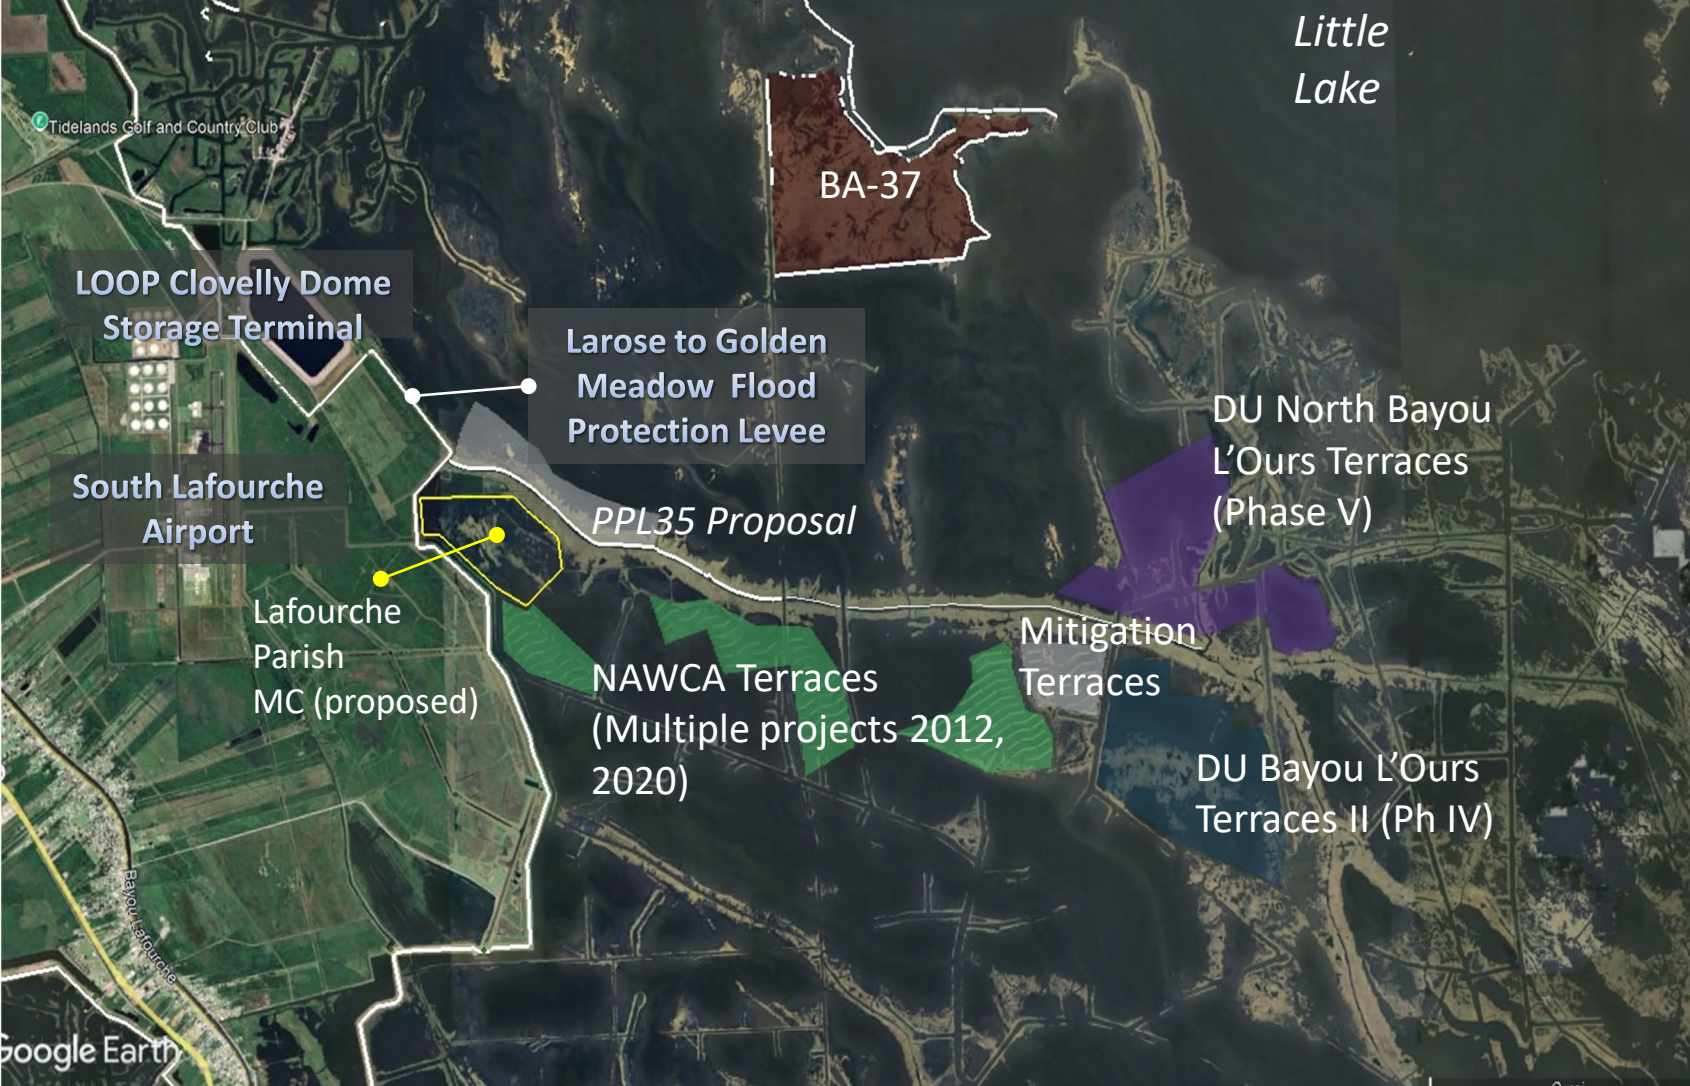 Little
Lake
Tidelands Golf and Country Club
BA-37
LOOP Clovelly Dome
Storage Terminal
Larose to Golden
Meadow Flood
Protection Levee
DU North Bayou
L'Ours Terraces
(Phase V)
South Lafourche
Airport
PPL35 Proposal
Lafourche
Parish
MC (proposed)
Mitigation
Terraces
NAWCA Terraces
(Multiple projects 2012,
2020)
DU Bayou L'Ours
Terraces II (Ph IV)
Bayou Lafourche
Google Earth